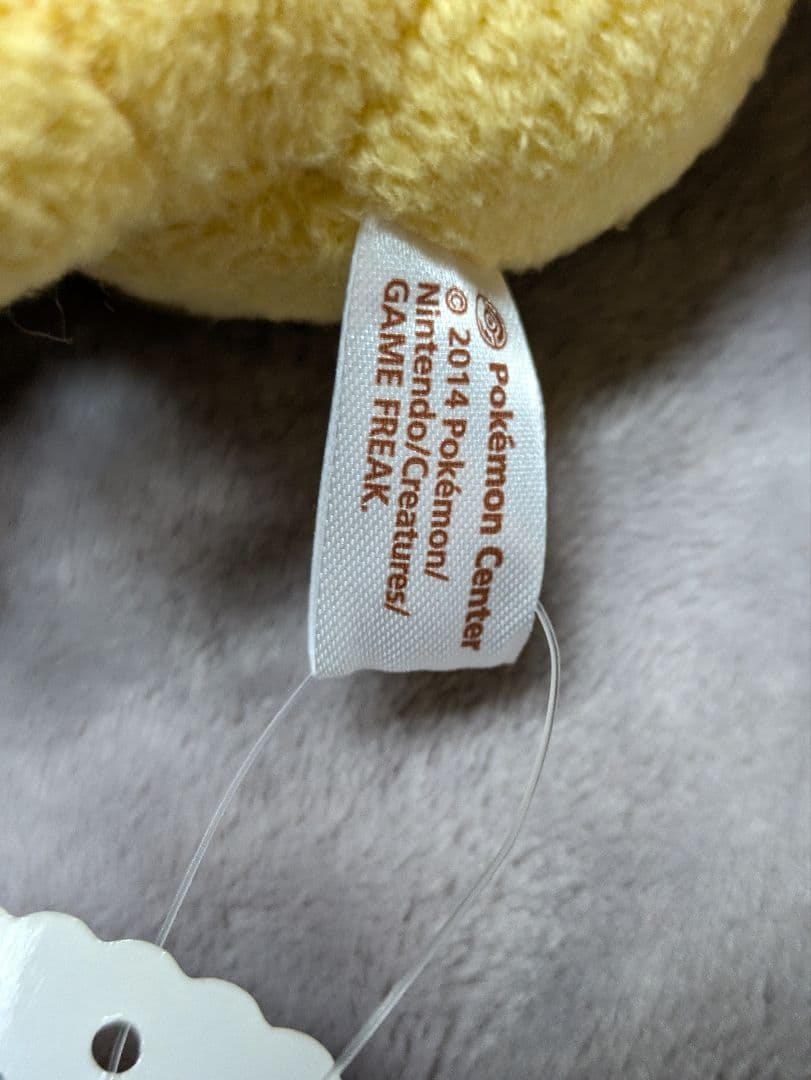 Pokémon Center
© 2014 Pokémon/
Nintendo/Creatures/
GAME FREAK.